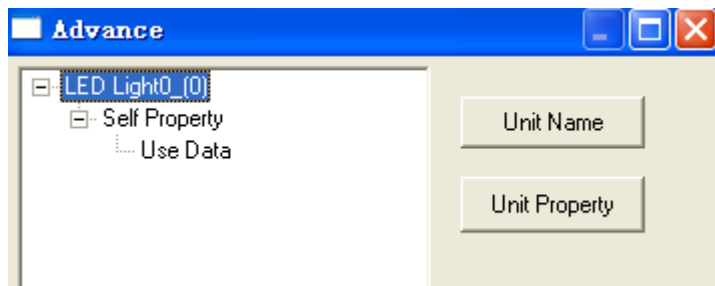 Advance
LED Light0_(0)
Self Property
Use Data
Unit Name
Unit Property